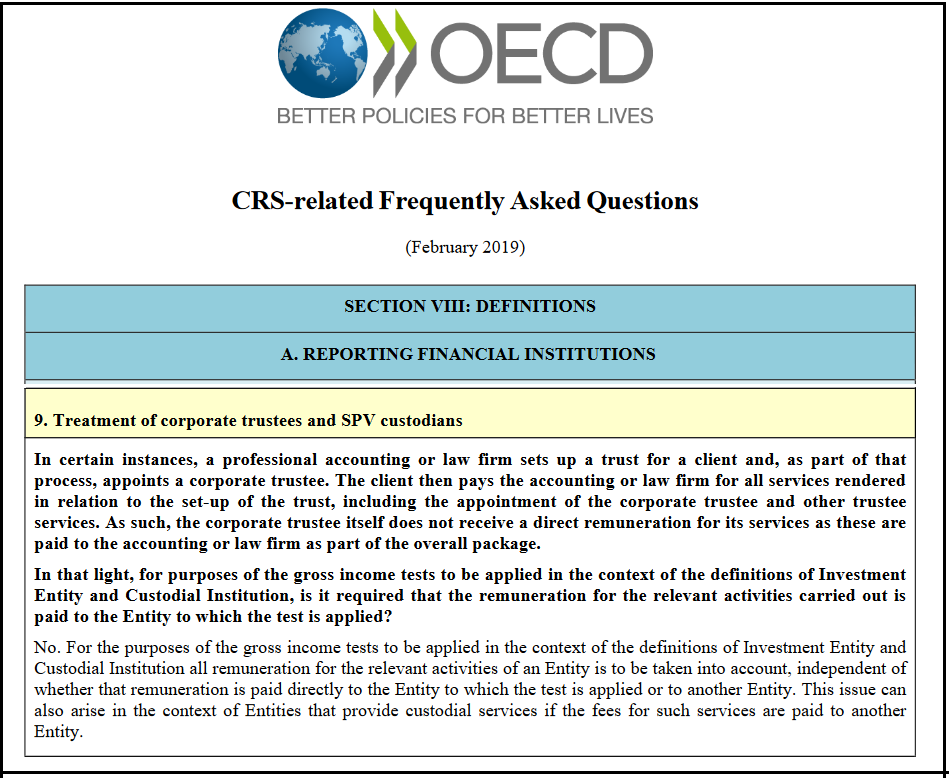 OECD
BETTER POLICIES FOR BETTER LIVES
CRS-related Frequently Asked Questions
(February 2019)
SECTION VIII: DEFINITIONS
A. REPORTING FINANCIAL INSTITUTIONS
9. Treatment of corporate trustees and SPV custodians
In certain instances, a professional accounting or law firm sets up a trust for a client and, as part of that
process, appoints a corporate trustee. The client then pays the accounting or law firm for all services rendered
in relation to the set-up of the trust, including the appointment of the corporate trustee and other trustee
services. As such, the corporate trustee itself does not receive a direct remuneration for its services as these are
paid to the accounting or law firm as part of the overall package.
In that light, for purposes of the gross income tests to be applied in the context of the definitions of Investment
Entity and Custodial Institution, is it required that the remuneration for the relevant activities carried out is
paid to the Entity to which the test is applied?
No. For the purposes of the gross income tests to be applied in the context of the definitions of Investment Entity and
Custodial Institution all remuneration for the relevant activities of an Entity is to be taken into account, independent of
whether that remuneration is paid directly to the Entity to which the test is applied or to another Entity. This issue can
also arise in the context of Entities that provide custodial services if the fees for such services are paid to another
Entity.